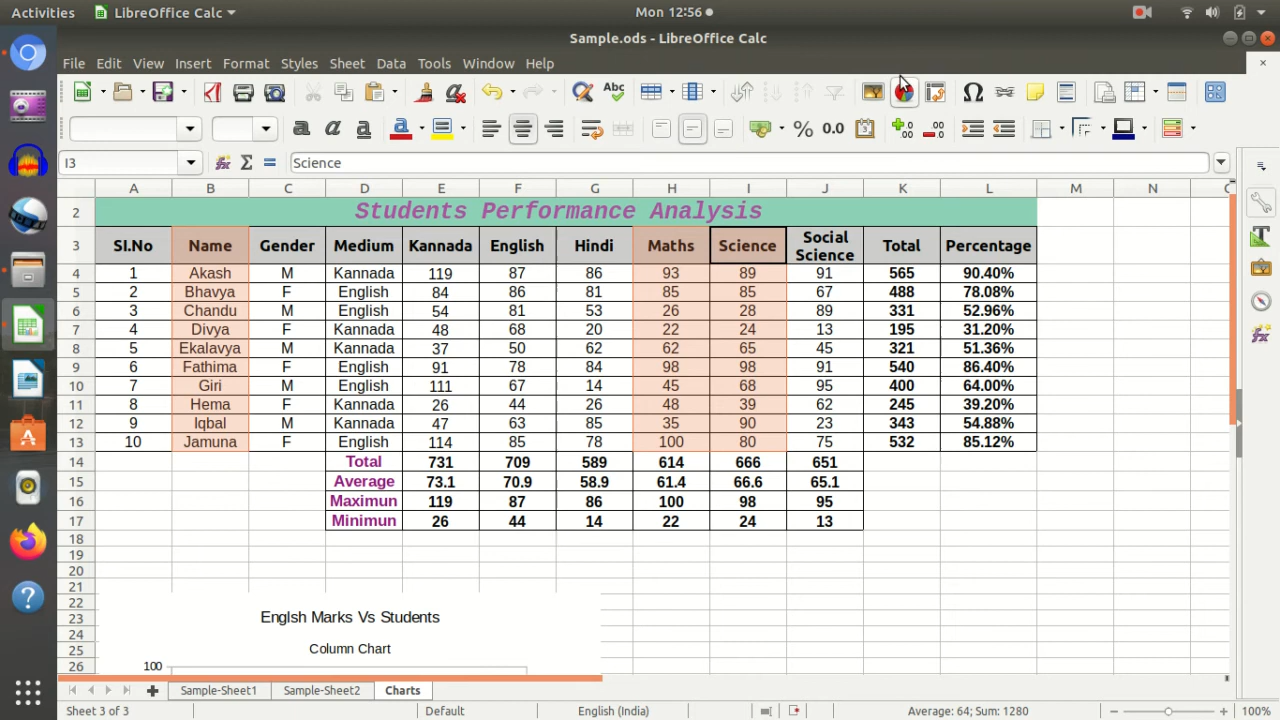 Activities LibreOffice Calc Mon 12:56
Sample.ods - LibreOffice Calc
File Edit View Insert Format Styles Sheet Data Tools Window Help
I3 Science
A B C D E F G H I J K L M N
2 Students Performance Analysis
3 Sl.No Name Gender Medium Kannada English Hindi Maths Science Social Science Total Percentage
4 1 Akash M Kannada 119 87 86 93 89 91 565 90.40%
5 2 Bhavya F English 84 86 81 85 85 67 488 78.08%
6 3 Chandu M English 54 81 53 26 28 89 331 52.96%
7 4 Divya F Kannada 48 68 20 22 24 13 195 31.20%
8 5 Ekalavya M Kannada 37 50 62 62 65 45 321 51.36%
9 6 Fathima F English 91 78 84 98 98 91 540 86.40%
10 7 Giri M English 111 67 14 45 68 95 400 64.00%
11 8 Hema F Kannada 26 44 26 48 39 62 245 39.20%
12 9 Iqbal M Kannada 47 63 85 35 90 23 343 54.88%
13 10 Jamuna F English 114 85 78 100 80 75 532 85.12%
14 Total 731 709 589 614 666 651
15 Average 73.1 70.9 58.9 61.4 66.6 65.1
16 Maximun 119 87 86 100 98 95
17 Minimun 26 44 14 22 24 13
18
19
20
21
22
23 Englsh Marks Vs Students
24
25 Column Chart
26 100
Sample-Sheet1 Sample-Sheet2 Charts
Sheet 3 of 3 Default English (India) Average: 64; Sum: 1280 100%